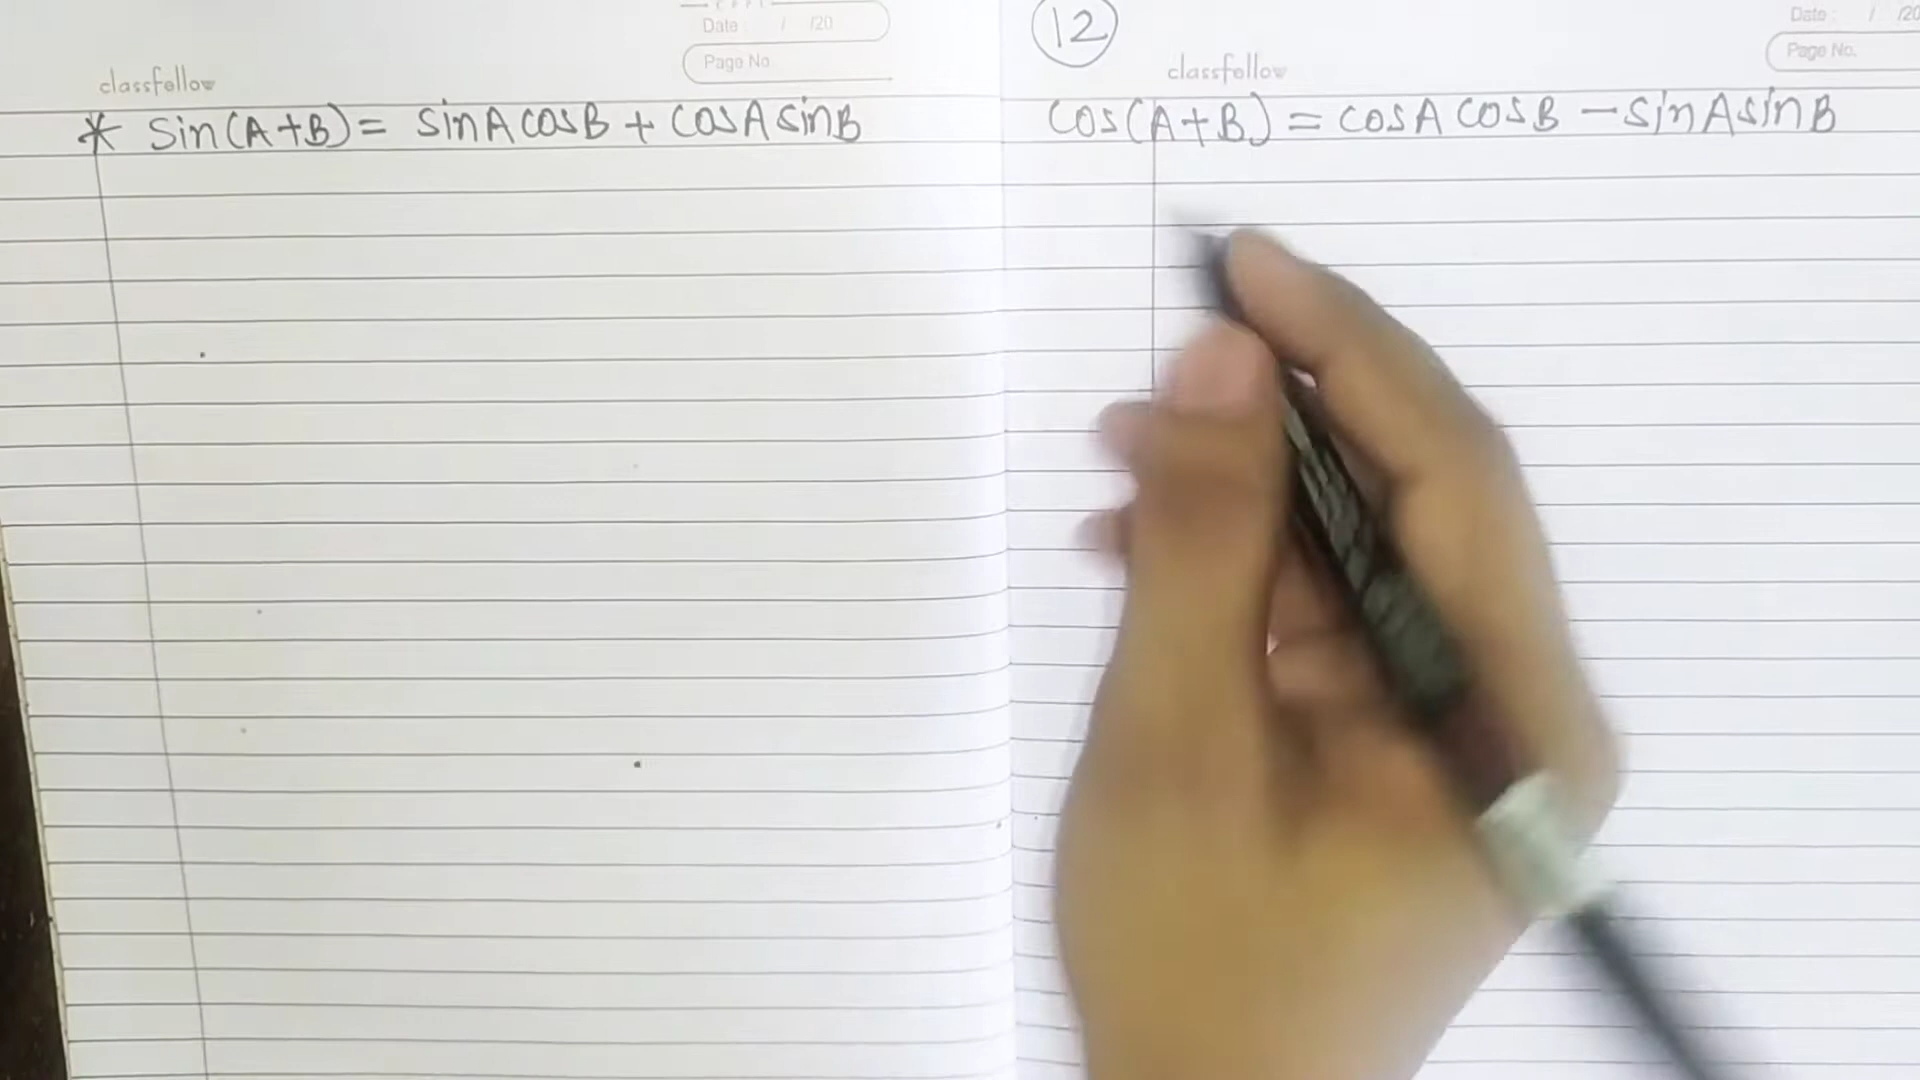 Date / /20
Page No
classfellow
* Sin(A+B) = sinA cosB + cosA sinB
12
Date : / /20
Page No.
classfellow
Cos(A+B) = cosA cosB - sinA sinB